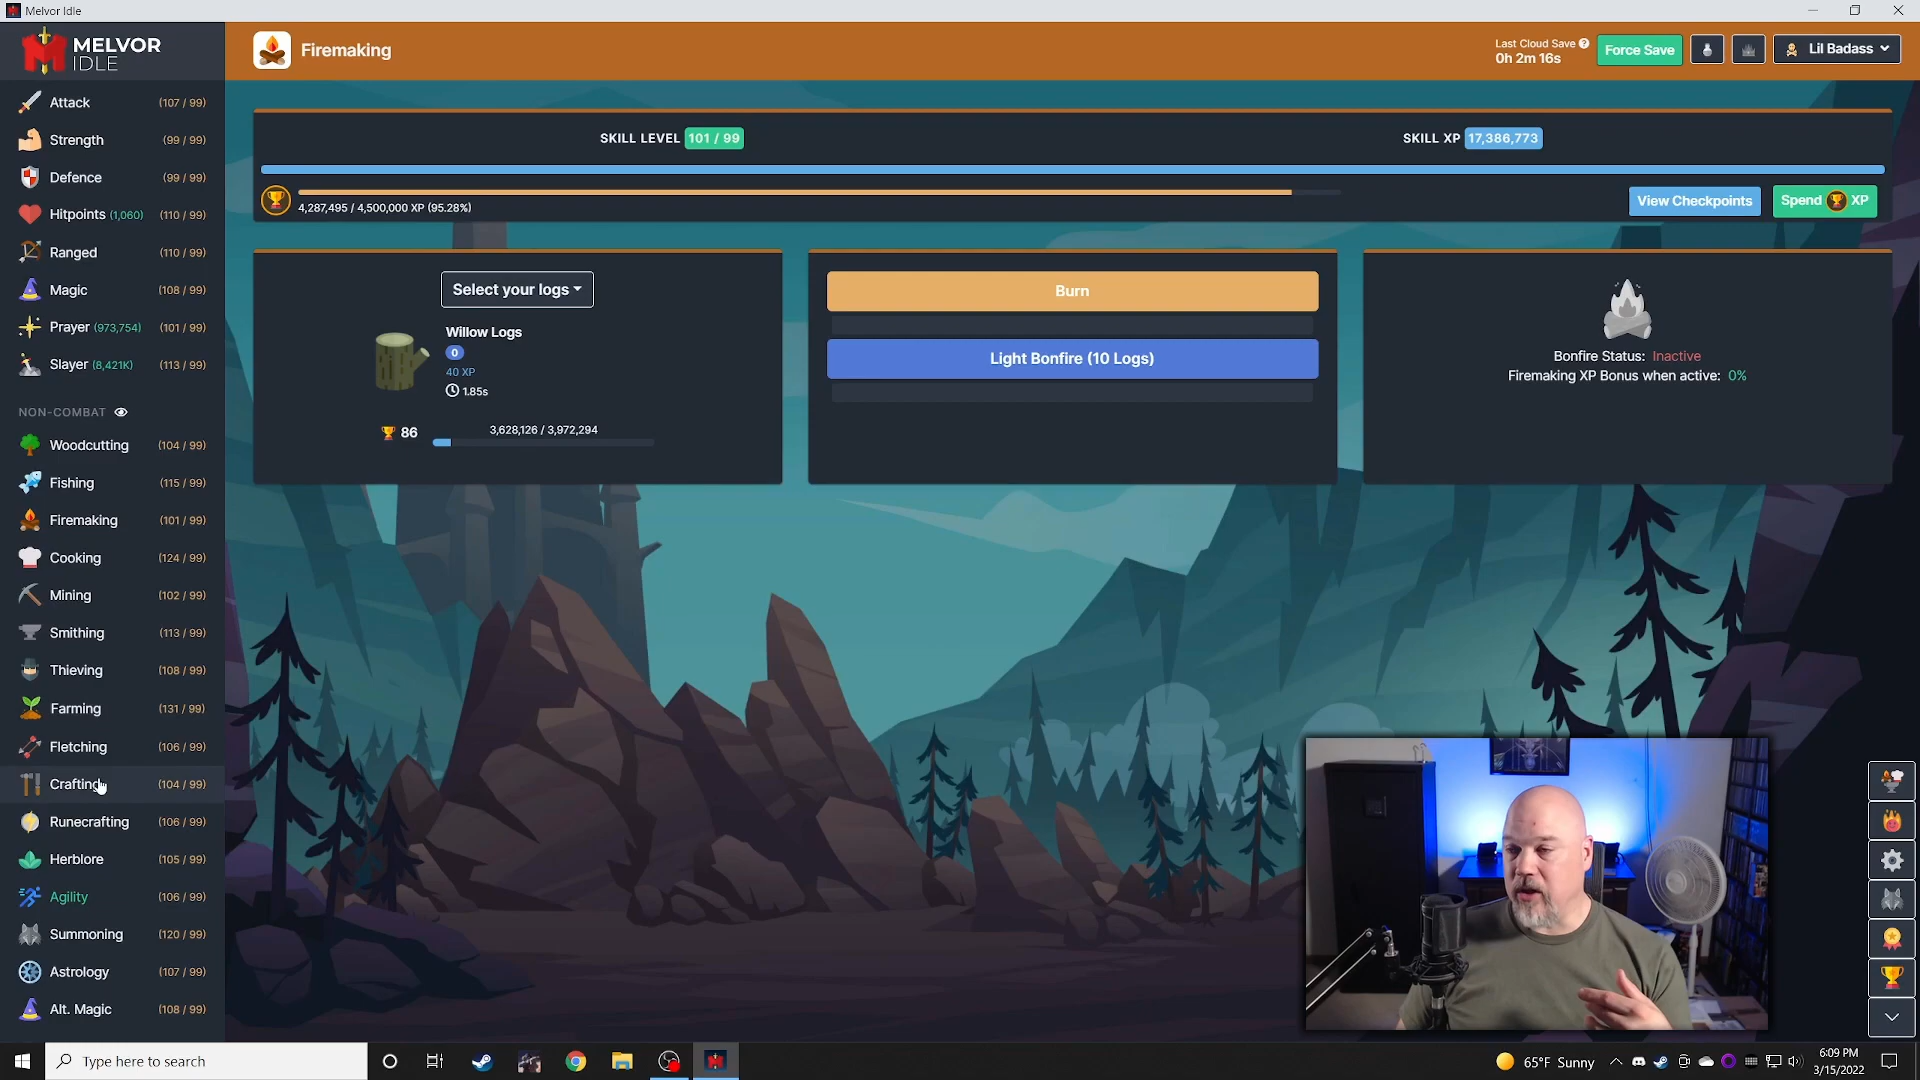 Melvor Idle
MELVOR
IDLE
Firemaking
Last Cloud Save
0h 2m 16s
Force Save
Lil Badass
Attack (107 / 99)
Strength (99 / 99)
Defence (99 / 99)
Hitpoints (1,060) (110 / 99)
Ranged (110 / 99)
Magic (108 / 99)
Prayer (973,754) (101 / 99)
Slayer (8,421K) (113 / 99)
NON-COMBAT
Woodcutting (104 / 99)
Fishing (115 / 99)
Firemaking (101 / 99)
Cooking (124 / 99)
Mining (102 / 99)
Smithing (113 / 99)
Thieving (108 / 99)
Farming (131 / 99)
Fletching (106 / 99)
Crafting (104 / 99)
Runecrafting (106 / 99)
Herblore (105 / 99)
Agility (106 / 99)
Summoning (120 / 99)
Astrology (107 / 99)
Alt. Magic (108 / 99)
SKILL LEVEL 101 / 99
SKILL XP 17,386,773
4,287,495 / 4,500,000 XP (95.28%)
View Checkpoints
Spend XP
Select your logs
Willow Logs
0
40 XP
1.85s
86
3,628,126 / 3,972,294
Burn
Light Bonfire (10 Logs)
Bonfire Status: Inactive
Firemaking XP Bonus when active: 0%
Type here to search
65°F Sunny
6:09 PM
3/15/2022